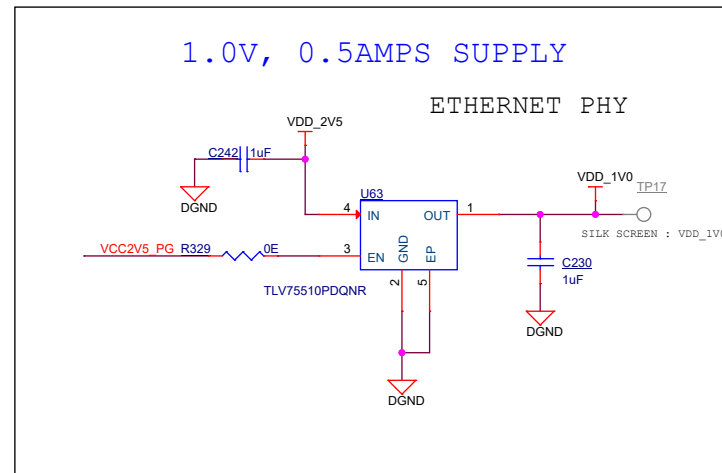 1.0V, 0.5AMPS SUPPLY
ETHERNET PHY
VDD_2V5
C242 1uF
DGND
U63
VDD_1V0
TP17
4 IN OUT 1
SILK SCREEN : VDD_1V0
VCC2V5_PG R329 0E 3 EN
GND EP
C230
1uF
TLV75510PDQNR
2 5
DGND
DGND